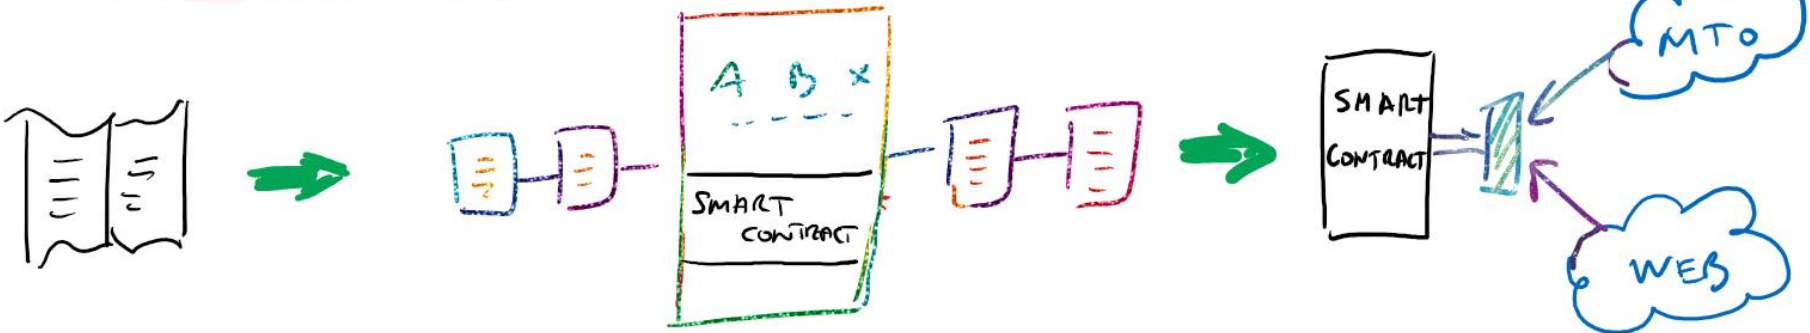 A B X
SMART
CONTRACT
SMART
CONTRACT
MTO
WEB